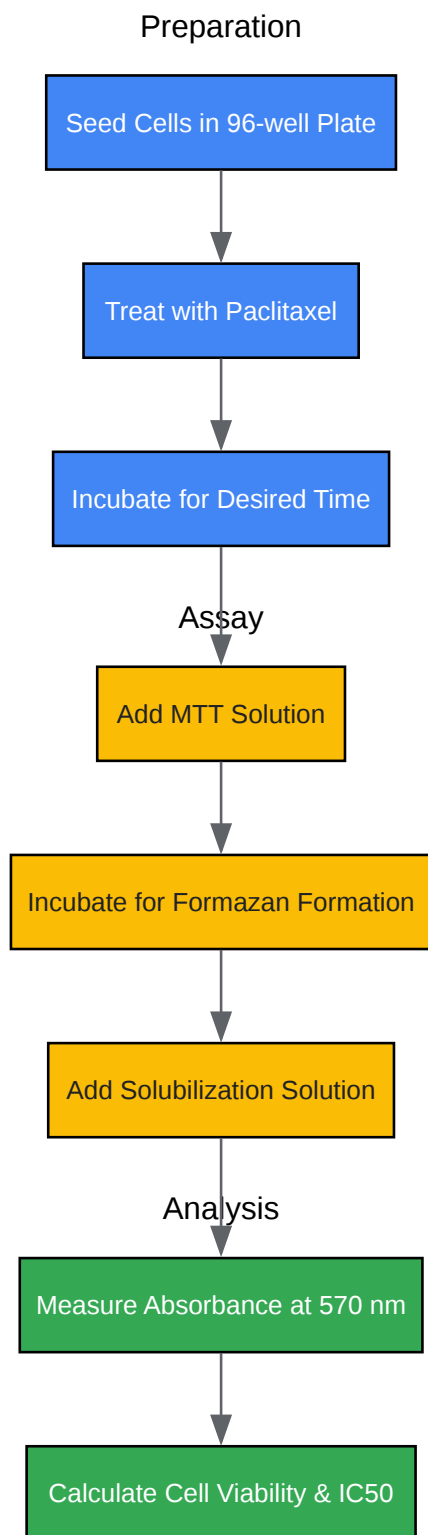 Preparation
Seed Cells in 96-well Plate
Treat with Paclitaxel
Incubate for Desired Time
Assay
Add MTT Solution
Incubate for Formazan Formation
Add Solubilization Solution
Analysis
Measure Absorbance at 570 nm
Calculate Cell Viability & IC50